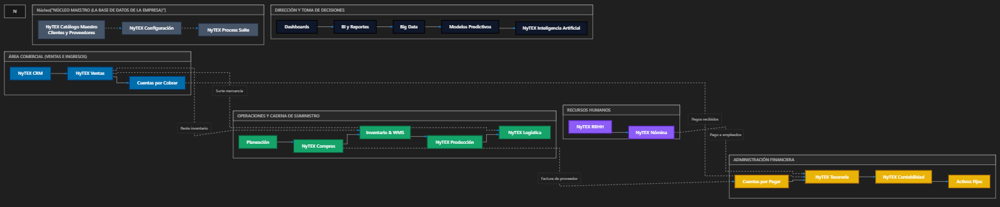 N
Núcleo["NÚCLEO MAESTRO (LA BASE DE DATOS DE LA EMPRESA)"]
NyTEX Catálogo Maestro
Clientes y Proveedores
NyTEX Configuración
NyTEX Process Suite
DIRECCIÓN Y TOMA DE DECISIONES
Dashboards
BI y Reportes
Big Data
Modelos Predictivos
NyTEX Inteligencia Artificial
ÁREA COMERCIAL (VENTAS E INGRESOS)
NyTEX CRM
NyTEX Ventas
Cuentas por Cobrar
Surte mercancía
Resta inventario
OPERACIONES Y CADENA DE SUMINISTRO
Planeación
NyTEX Compras
Inventario & WMS
NyTEX Producción
NyTEX Logística
RECURSOS HUMANOS
NyTEX RRHH
NyTEX Nómina
Pagos recibidos
Pago a empleados
Factura de proveedor
ADMINISTRACIÓN FINANCIERA
Cuentas por Pagar
NyTEX Tesorería
NyTEX Contabilidad
Activos Fijos